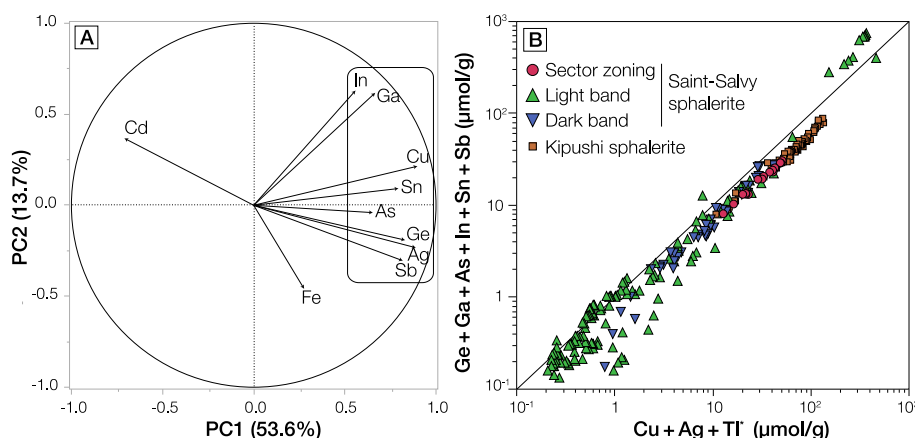 A
1.0
0.5
0.0
-0.5
-1.0
-1.0
-0.5
0.0
0.5
1.0
PC2 (13.7%)
PC1 (53.6%)
Cd
In
Ga
Cu
Sn
As
Ge
Ag
Sb
Fe
B
Sector zoning
Light band
Dark band
Saint-Salvy
sphalerite
Kipushi sphalerite
10³
10²
10
1
10⁻¹
10⁻¹
1
10
10²
10³
Ge + Ga + As + In + Sn + Sb (µmol/g)
Cu + Ag + Tl* (µmol/g)